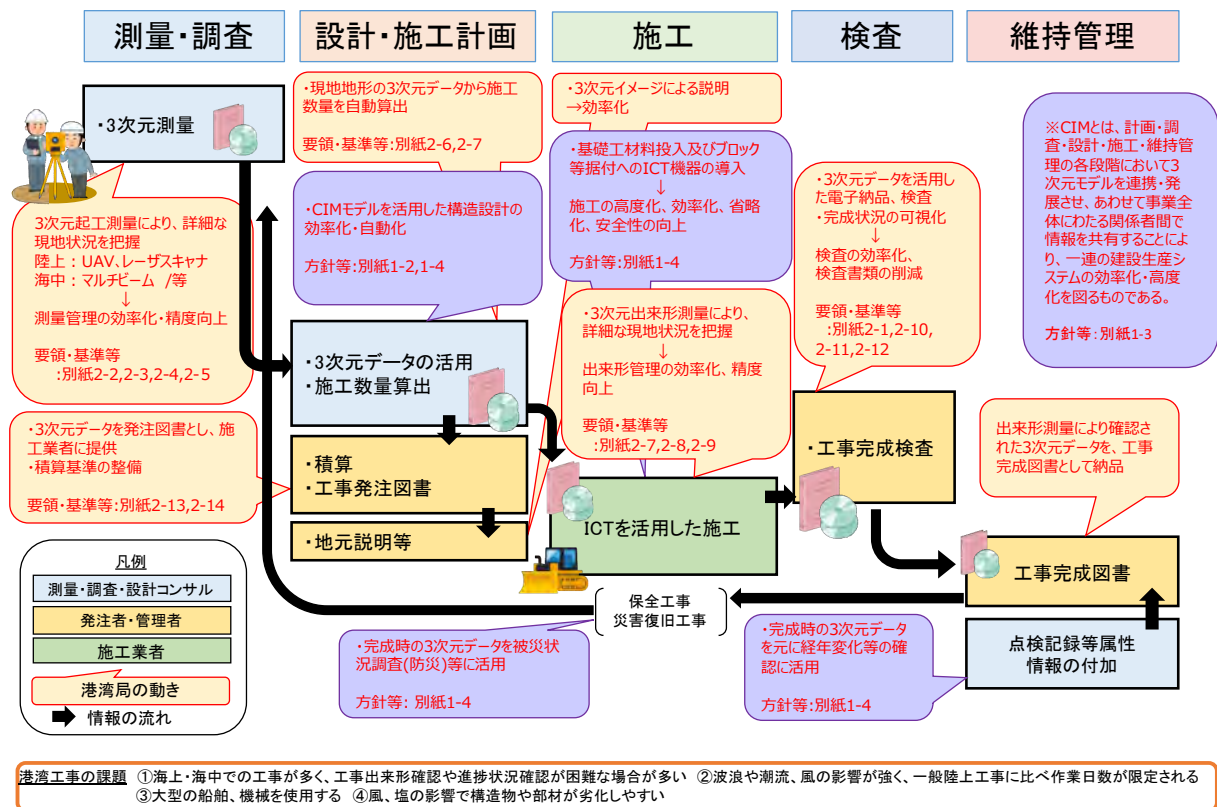 測量・調査
設計・施工計画
施工
検査
維持管理
・3次元測量
3次元起工測量により、詳細な
現地状況を把握
陸上：UAV、レーザスキャナ
海中：マルチビーム /等
↓
測量管理の効率化・精度向上
要領・基準等
:別紙2-2,2-3,2-4,2-5
・3次元データを発注図書とし、施
工業者に提供
・積算基準の整備
要領・基準等:別紙2-13,2-14
・現地地形の3次元データから施工
数量を自動算出
要領・基準等:別紙2-6,2-7
・CIMモデルを活用した構造設計の
効率化・自動化
方針等:別紙1-2,1-4
・3次元データの活用
・施工数量算出
・積算
・工事発注図書
・地元説明等
・3次元イメージによる説明
→効率化
・基礎工材料投入及びブロック
等据付へのICT機器の導入
↓
施工の高度化、効率化、省略
化、安全性の向上
方針等:別紙1-4
・3次元出来形測量により、
詳細な現地状況を把握
↓
出来形管理の効率化、精度
向上
要領・基準等
:別紙2-7,2-8,2-9
ICTを活用した施工
・3次元データを活用し
た電子納品、検査
・完成状況の可視化
↓
検査の効率化、
検査書類の削減
要領・基準等
:別紙2-1,2-10,
2-11,2-12
・工事完成検査
※CIMとは、計画・調
査・設計・施工・維持管
理の各段階において3
次元モデルを連携・発
展させ、あわせて事業全
体にわたる関係者間で
情報を共有することによ
り、一連の建設生産シ
ステムの効率化・高度
化を図るものである。
方針等：別紙1-3
出来形測量により確認
された3次元データを、工事
完成図書として納品
工事完成図書
点検記録等属性
情報の付加
保全工事
災害復旧工事
・完成時の3次元データを被災状
況調査(防災)等に活用
方針等: 別紙1-4
・完成時の3次元データ
を元に経年変化等の確
認に活用
方針等:別紙1-4
凡例
測量・調査・設計コンサル
発注者・管理者
施工業者
港湾局の動き
情報の流れ
港湾工事の課題 ①海上・海中での工事が多く、工事出来形確認や進捗状況確認が困難な場合が多い ②波浪や潮流、風の影響が強く、一般陸上工事に比べ作業日数が限定される
③大型の船舶、機械を使用する ④風、塩の影響で構造物や部材が劣化しやすい